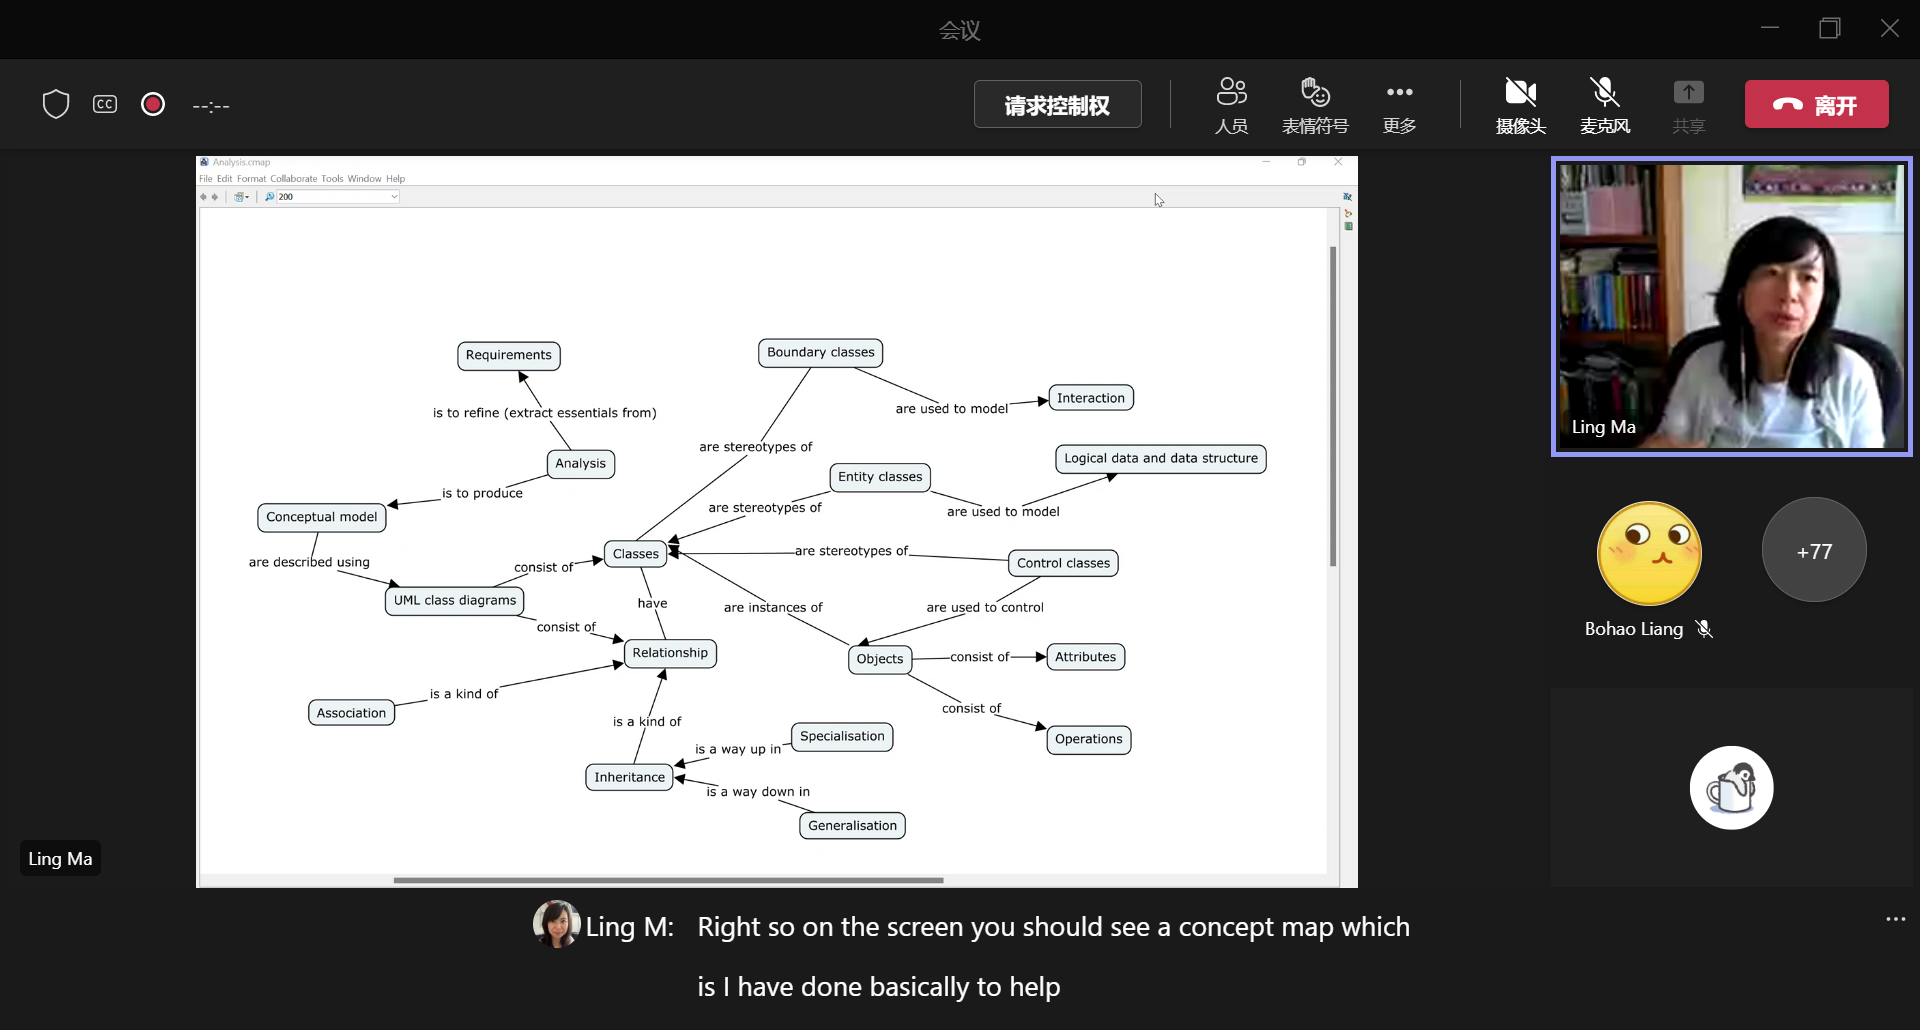 会议
CC
--:--
请求控制权
人员
表情符号
更多
摄像头
麦克风
共享
离开
Analysis.cmap
File Edit Format Collaborate Tools Window Help
200
Requirements
Boundary classes
Interaction
are used to model
is to refine (extract essentials from)
are stereotypes of
Analysis
Logical data and data structure
Entity classes
is to produce
are stereotypes of
are used to model
Conceptual model
Classes
are stereotypes of
Control classes
are described using
consist of
UML class diagrams
have
are instances of
are used to control
consist of
Relationship
Objects
consist of
Attributes
is a kind of
Association
consist of
is a kind of
Specialisation
Operations
is a way up in
Inheritance
is a way down in
Generalisation
Ling Ma
Ling Ma
+77
Bohao Liang
Ling M: Right so on the screen you should see a concept map which
is I have done basically to help